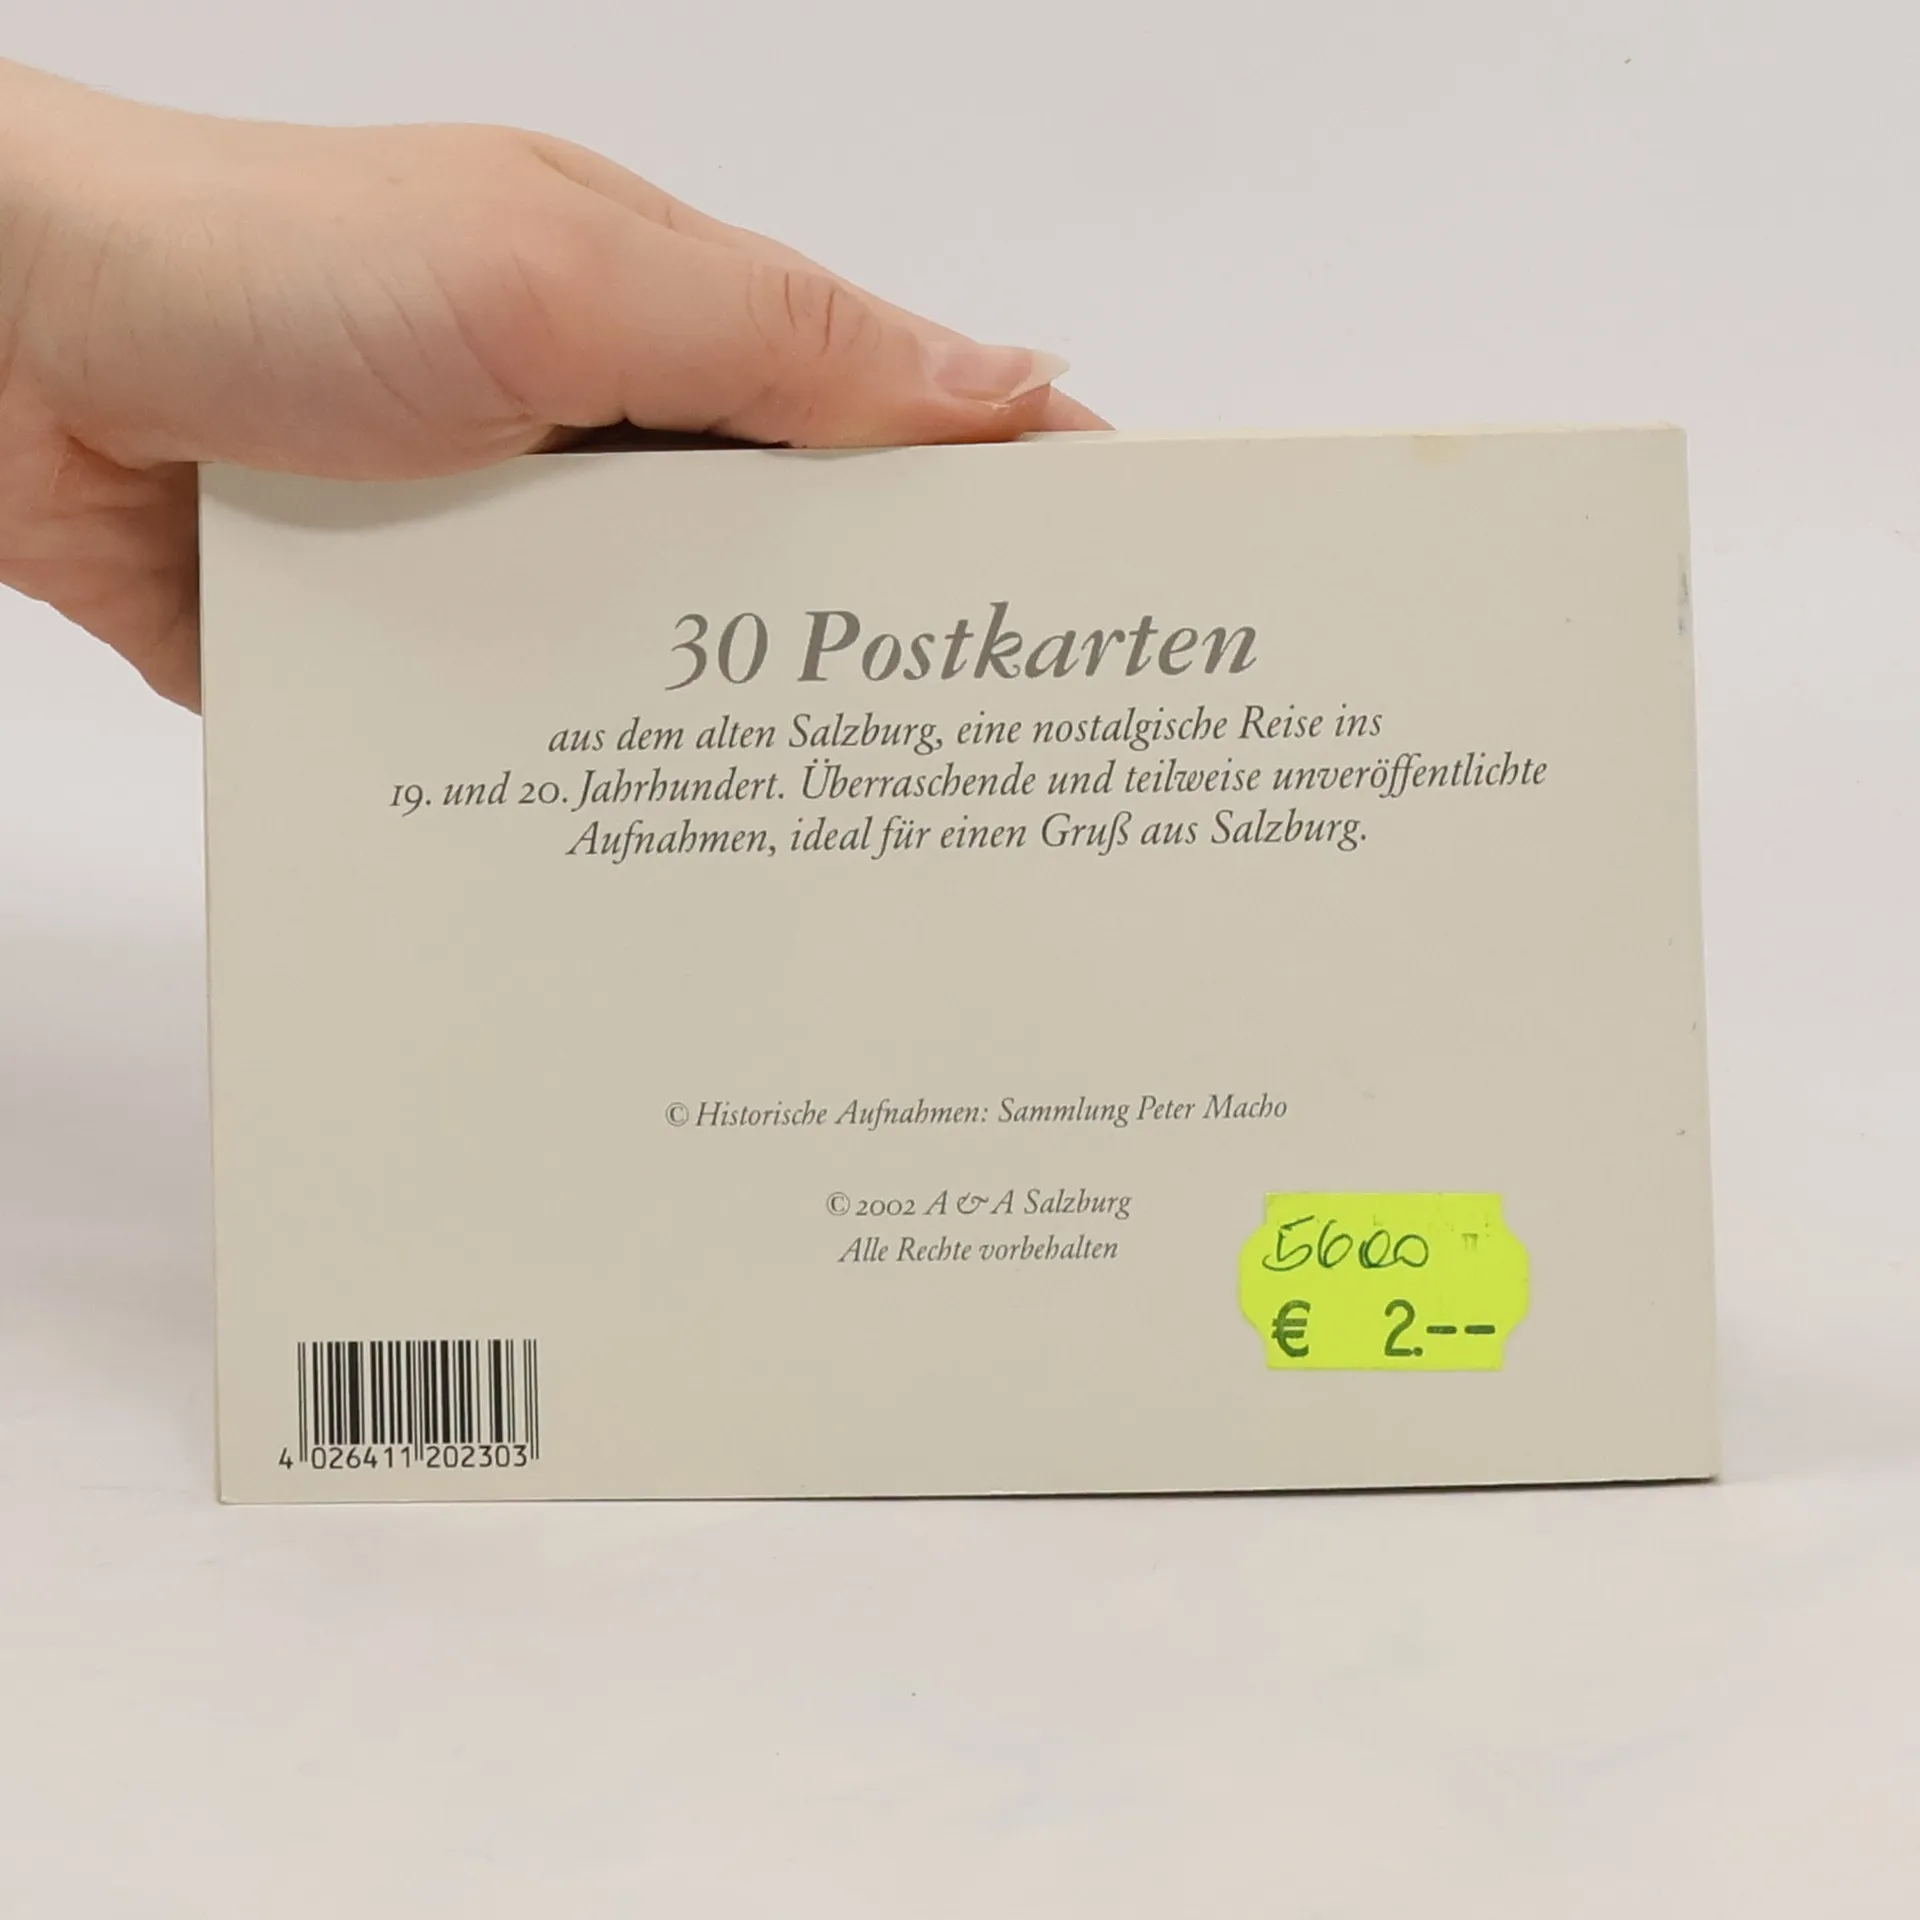 30 Postkarten
aus dem alten Salzburg, eine nostalgische Reise ins
19. und 20. Jahrhundert. Überraschende und teilweise unveröffentlichte
Aufnahmen, ideal für einen Gruß aus Salzburg.
© Historische Aufnahmen: Sammlung Peter Macho
© 2002 A & A Salzburg
Alle Rechte vorbehalten
5600
€ 2.--
4 026411 202303